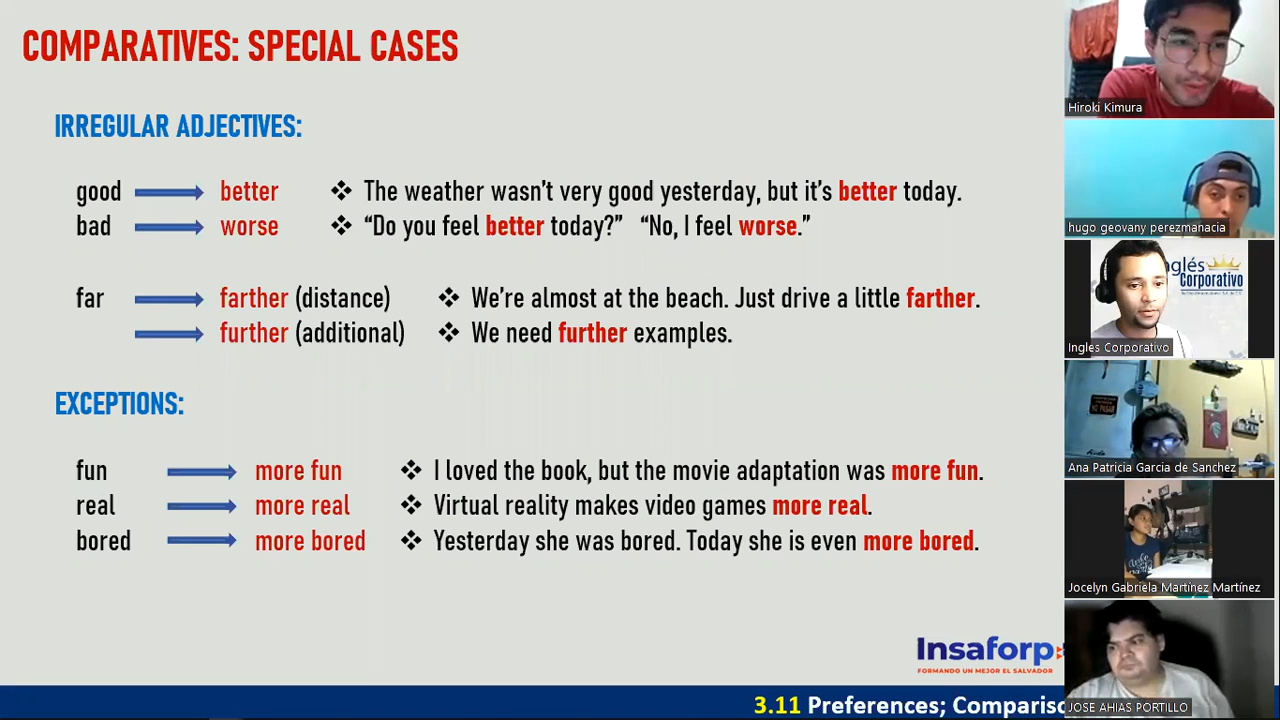 COMPARATIVES: SPECIAL CASES
IRREGULAR ADJECTIVES:
good better ❖ The weather wasn't very good yesterday, but it's better today.
bad worse ❖ “Do you feel better today?” “No, I feel worse.”
far farther (distance) ❖ We're almost at the beach. Just drive a little farther.
further (additional) ❖ We need further examples.
EXCEPTIONS:
fun more fun ❖ I loved the book, but the movie adaptation was more fun.
real more real ❖ Virtual reality makes video games more real.
bored more bored ❖ Yesterday she was bored. Today she is even more bored.
Insaforp
FORMANDO UN MEJOR EL SALVADOR
3.11 Preferences; Comparisc
Hiroki Kimura
hugo geovany perezmanacia
Inglés
Corporativo
Ingles Corporativo
NO PASAR
Ana Patricia Garcia de Sanchez
Jocelyn Gabriela Martinez Martínez
JOSE AHIAS PORTILLO